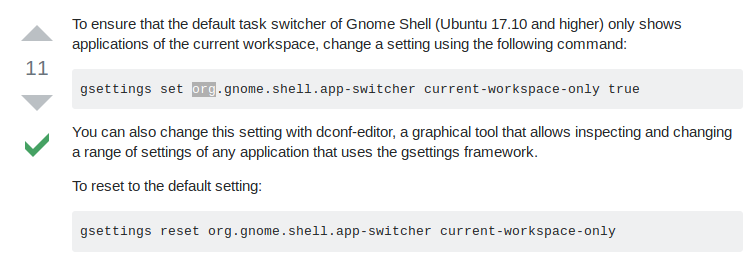 To ensure that the default task switcher of Gnome Shell (Ubuntu 17.10 and higher) only shows
applications of the current workspace, change a setting using the following command:
11
gsettings set org.gnome.shell.app-switcher current-workspace-only true
You can also change this setting with dconf-editor, a graphical tool that allows inspecting and changing
a range of settings of any application that uses the gsettings framework.
To reset to the default setting:
gsettings reset org.gnome.shell.app-switcher current-workspace-only